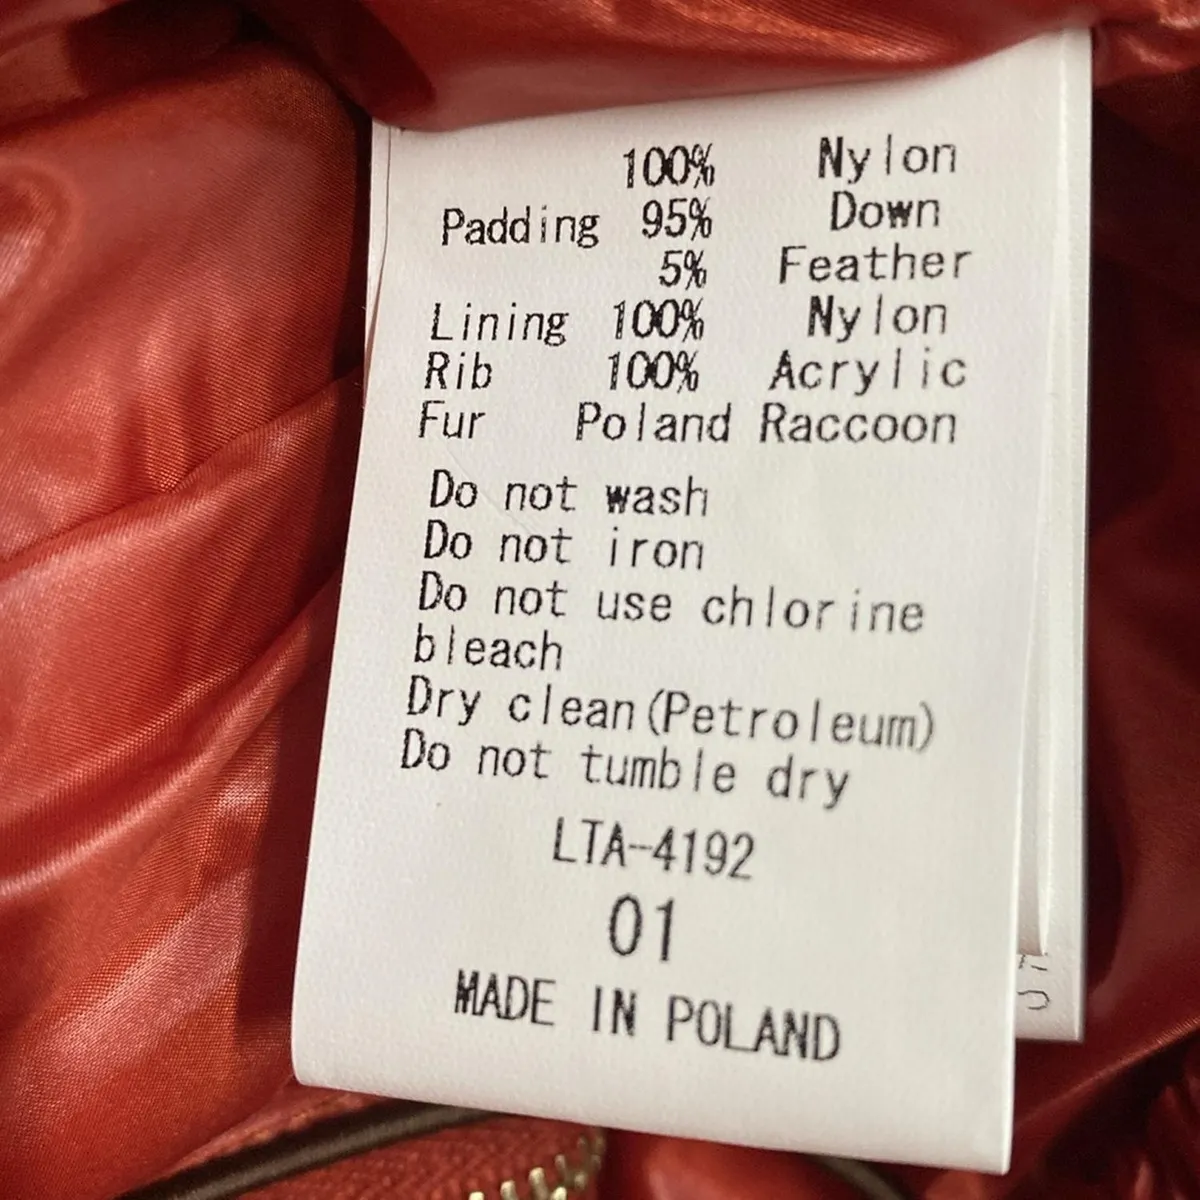 100% Nylon
Padding 95% Down
5% Feather
Lining 100% Nylon
Rib 100% Acrylic
Fur Poland Raccoon
Do not wash
Do not iron
Do not use chlorine
bleach
Dry clean(Petroleum)
Do not tumble dry
LTA-4192
01
MADE IN POLAND